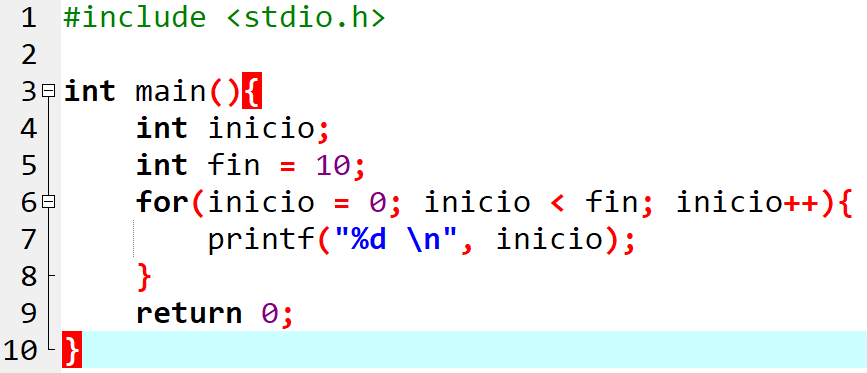 1 #include <stdio.h>
2
3 int main(){
4     int inicio;
5     int fin = 10;
6     for(inicio = 0; inicio < fin; inicio++){
7         printf("%d \n", inicio);
8     }
9     return 0;
10 }